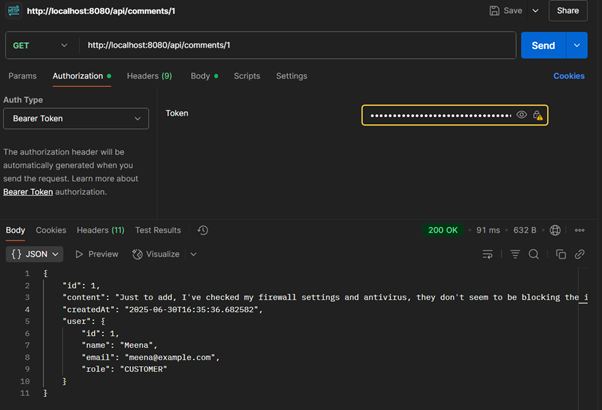 HTTP http://localhost:8080/api/comments/1 Save Share
GET http://localhost:8080/api/comments/1 Send
Params Authorization Headers (9) Body Scripts Settings Cookies
Auth Type
Bearer Token
Token
The authorization header will be
automatically generated when you
send the request. Learn more about
Bearer Token authorization.
Body Cookies Headers (11) Test Results 200 OK • 91 ms • 632 B
{ } JSON Preview Visualize
1 {
2 "id": 1,
3 "content": "Just to add, I've checked my firewall settings and antivirus, they don't seem to be blocking the i
4 "createdAt": "2025-06-30T16:35:36.682582",
5 "user": {
6 "id": 1,
7 "name": "Meena",
8 "email": "meena@example.com",
9 "role": "CUSTOMER"
10 }
11 }